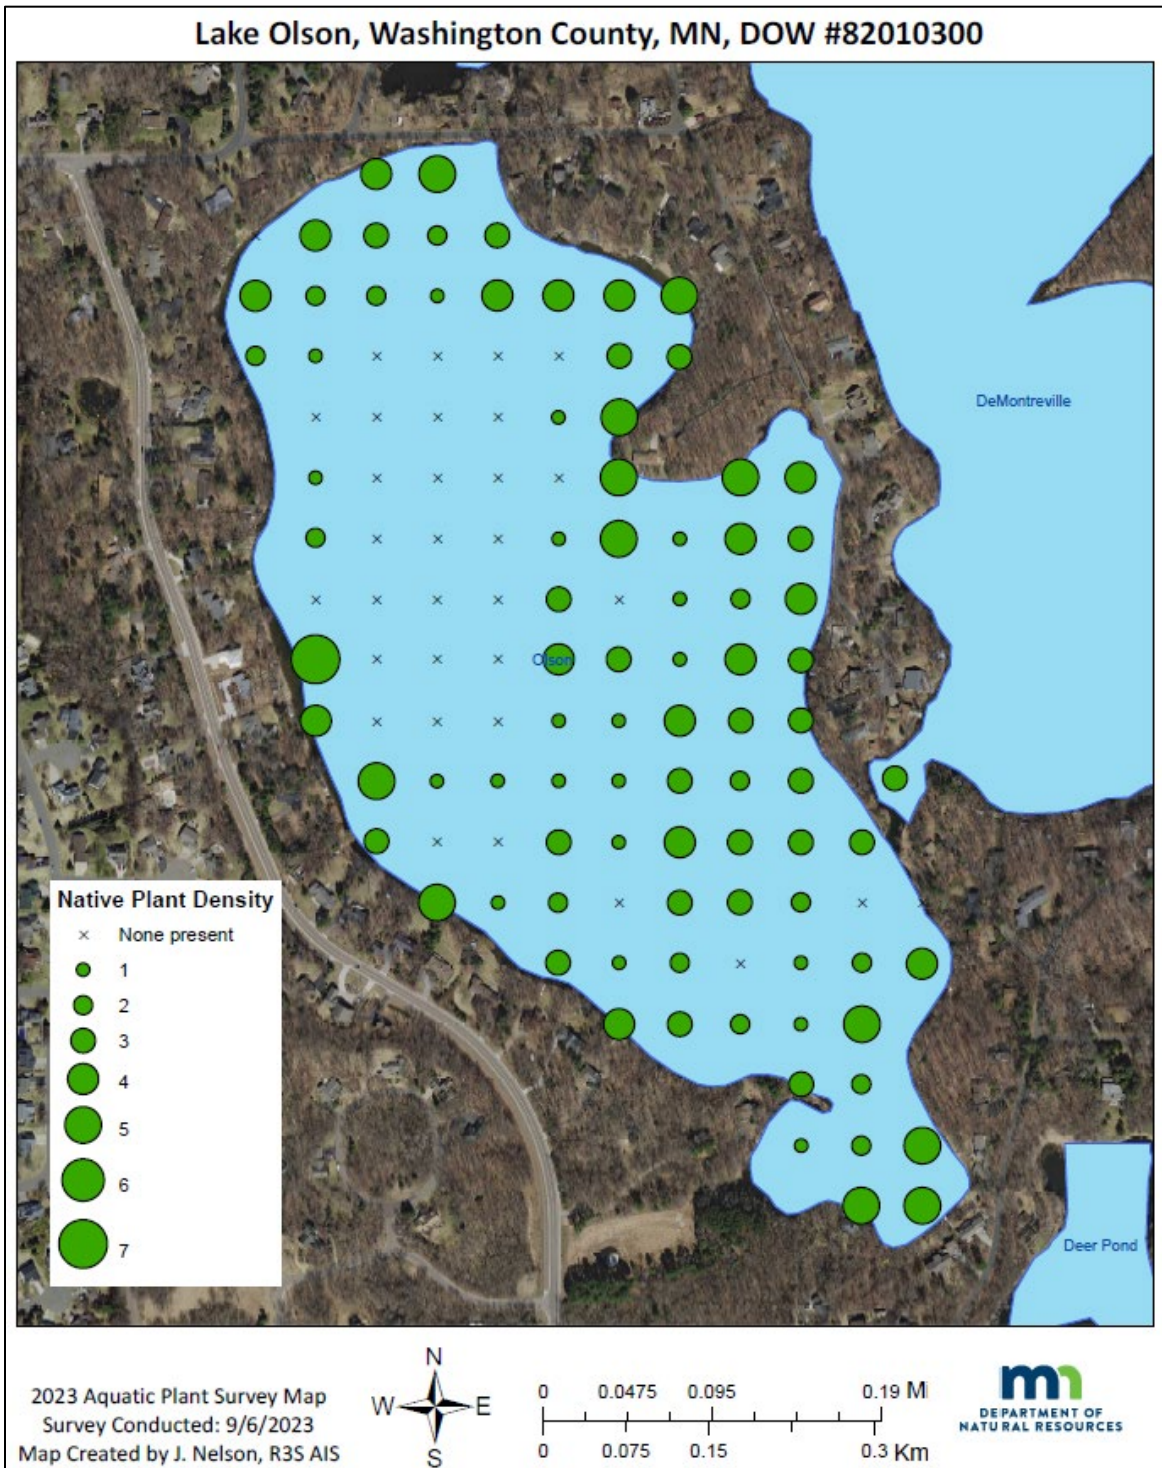 Lake Olson, Washington County, MN, DOW #82010300
DeMontreville
Olson
Native Plant Density
None present
1
2
3
4
5
6
7
Deer Pond
2023 Aquatic Plant Survey Map
Survey Conducted: 9/6/2023
Map Created by J. Nelson, R3S AIS
N
W E
S
0 0.0475 0.095 0.19 Mi
0 0.075 0.15 0.3 Km
mn
DEPARTMENT OF
NATURAL RESOURCES